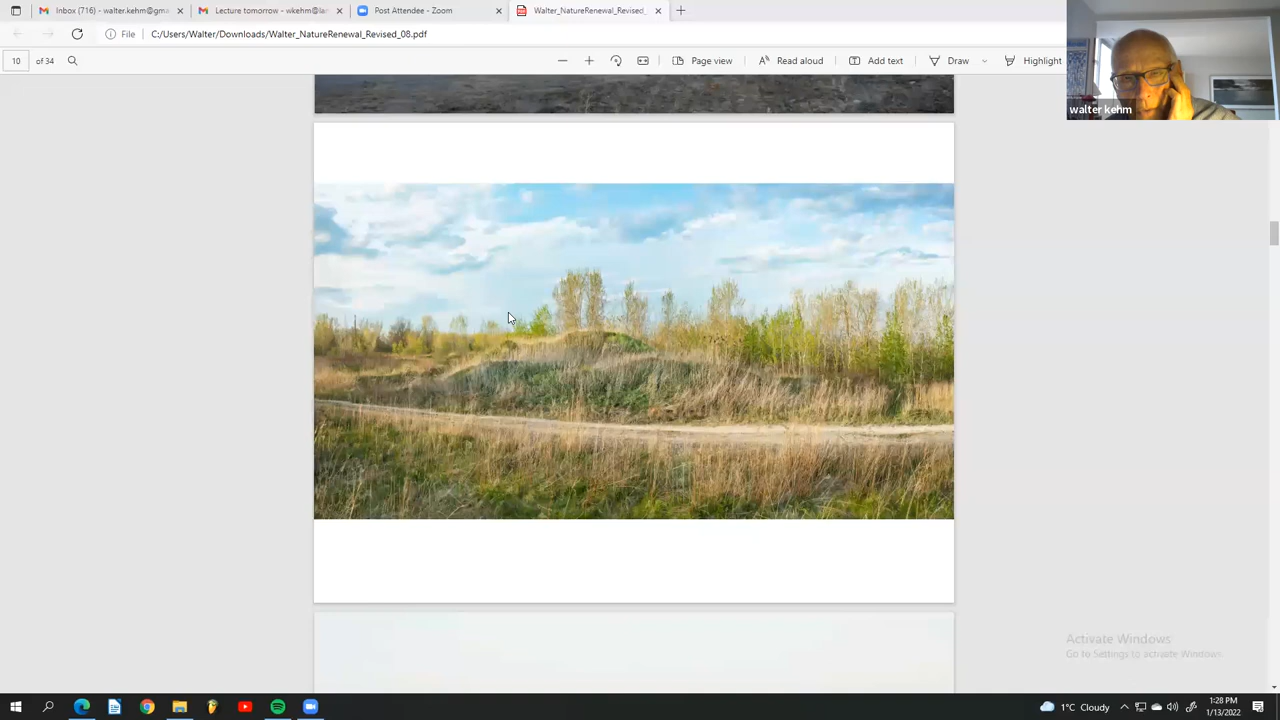 Inbox (716) - walter.kehm@gma
Lecture tomorrow - wkehm@la
Post Attendee - Zoom
Walter_NatureRenewal_Revised_
File C:/Users/Walter/Downloads/Walter_NatureRenewal_Revised_08.pdf
10 of 34
Page view
Read aloud
Add text
Draw
Highlight
walter kehm
Activate Windows
Go to Settings to activate Windows.
1°C Cloudy
1:28 PM
1/13/2022